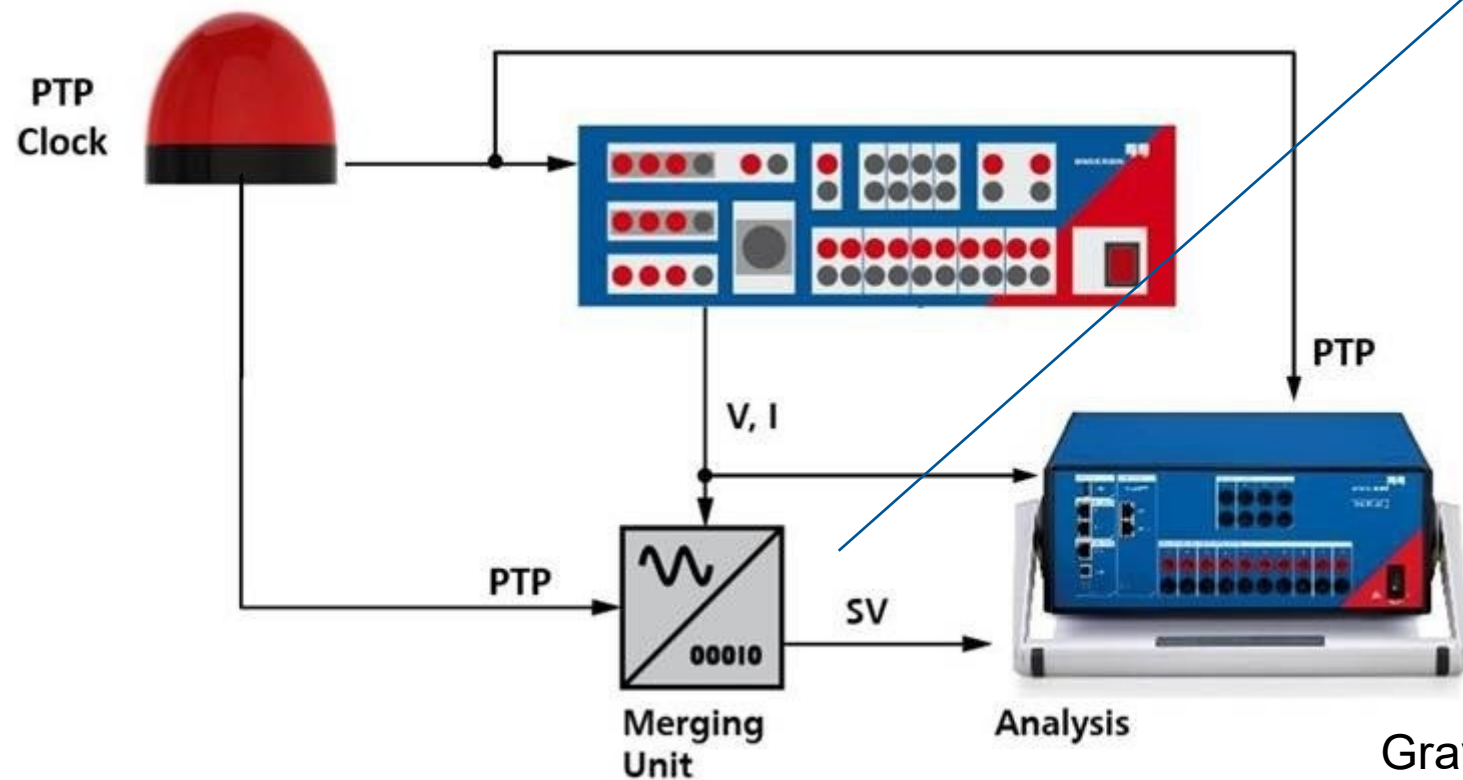 PTP
Clock
PTP
V, I
PTP
SV
00010
Merging
Unit
Analysis